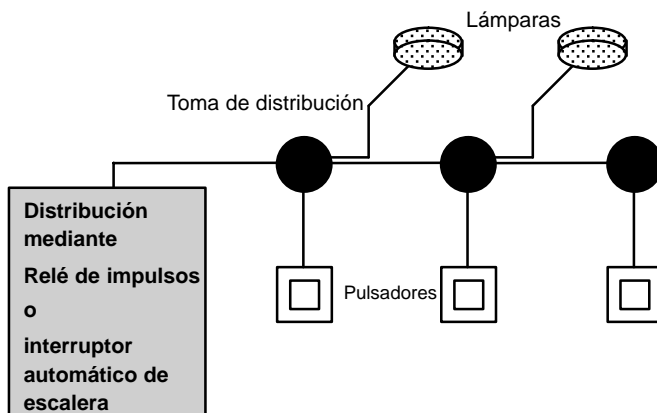 Lámparas
Toma de distribución
Distribución
mediante
Relé de impulsos
o
interruptor
automático de
escalera
Pulsadores